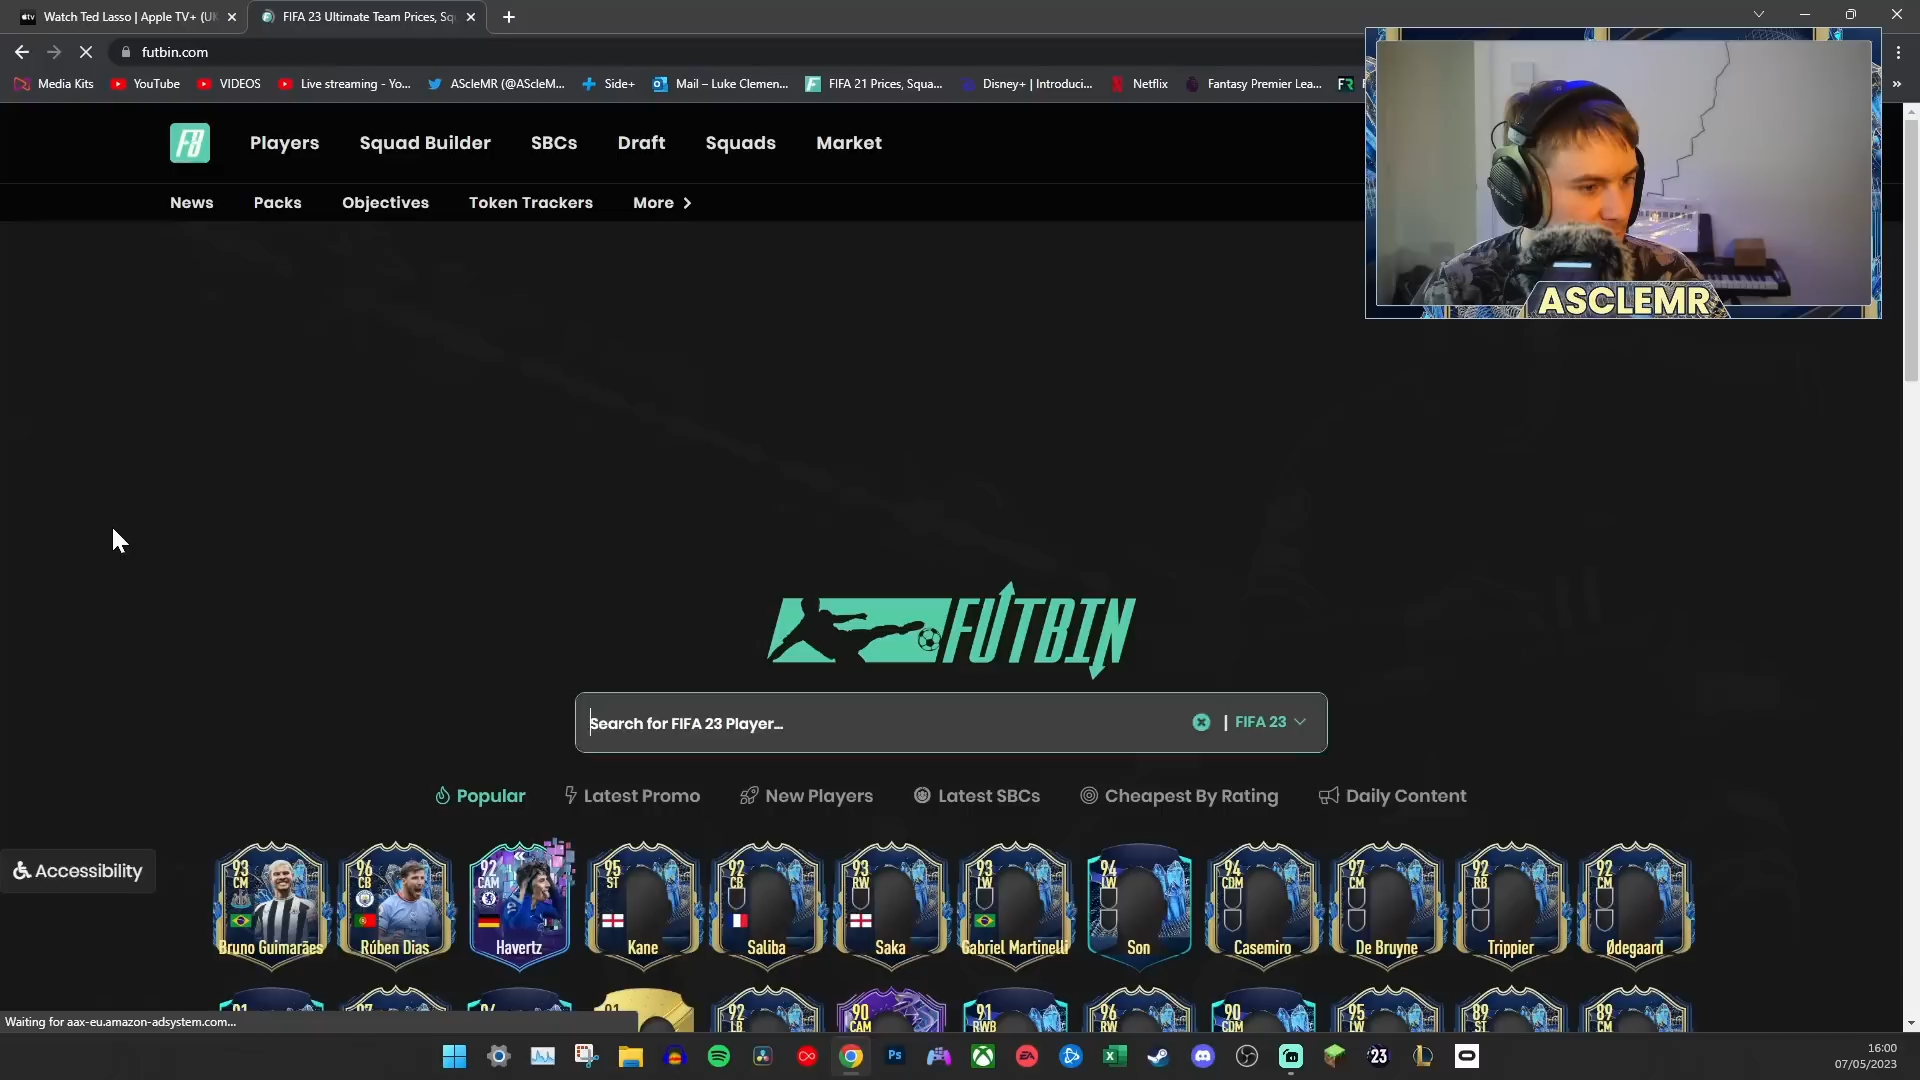 Watch Ted Lasso | Apple TV+ (UK
FIFA 23 Ultimate Team Prices, Sq
futbin.com
Media Kits
YouTube
VIDEOS
Live streaming - Yo...
AScleMR (@AScleM...
Side+
Mail – Luke Clemen...
FIFA 21 Prices, Squa...
Disney+ | Introduci...
Netflix
Fantasy Premier Lea...
FR
»
Players
Squad Builder
SBCs
Draft
Squads
Market
News
Packs
Objectives
Token Trackers
More
ASCLEMR
FUTBIN
Search for FIFA 23 Player...
| FIFA 23
Popular
Latest Promo
New Players
Latest SBCs
Cheapest By Rating
Daily Content
Accessibility
93 CM Bruno Guimarães
96 CB Rúben Dias
92 CAM Havertz
95 ST Kane
92 CB Saliba
93 RW Saka
93 LW Gabriel Martinelli
94 LW Son
94 CDM Casemiro
97 CM De Bruyne
92 RB Trippier
92 CM Ødegaard
92 LB
90 CAM
91 RWB
96 RW
90 CDM
95 LW
89 ST
89 CM
Waiting for aax-eu.amazon-adsystem.com...
Ps
EA
23
16:00
07/05/2023